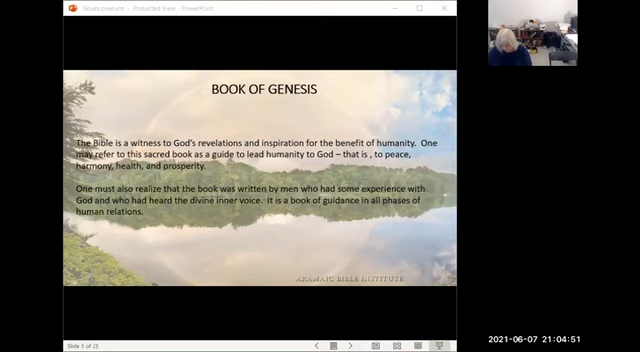 Noahcovenant - Protected View - PowerPoint
BOOK OF GENESIS
The Bible is a witness to God's revelations and inspiration for the benefit of humanity. One
may refer to this sacred book as a guide to lead humanity to God – that is , to peace,
harmony, health, and prosperity.
One must also realize that the book was written by men who had some experience with
God and who had heard the divine inner voice. It is a book of guidance in all phases of
human relations.
ARAMAIC BIBLE INSTITUTE
Slide 5 of 23
2021-06-07 21:04:51